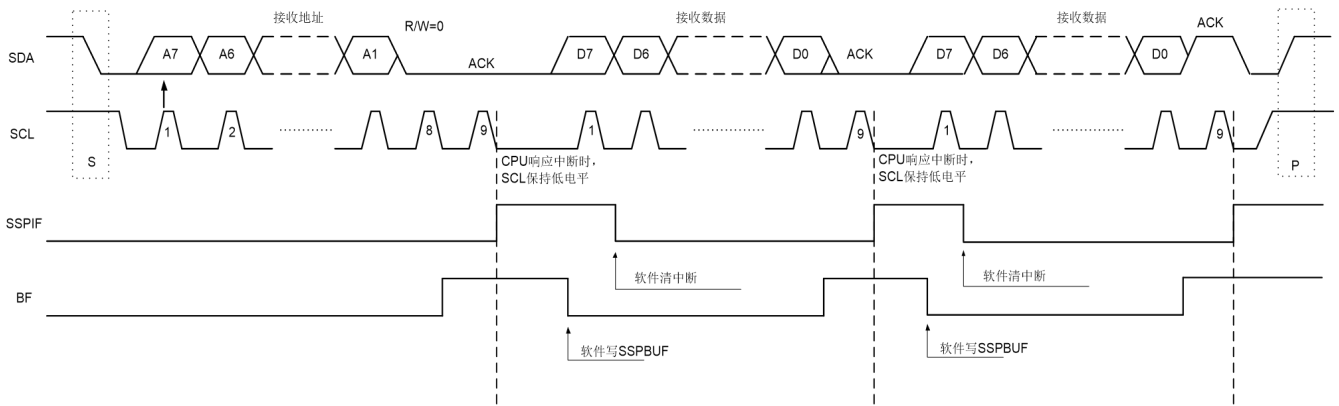 接收地址
接收数据
接收数据
R/W=0
ACK
SDA
A7
A6
A1
ACK
D7
D6
D0
ACK
D7
D6
D0
SCL
1
2
8
9
1
9
1
9
S
P
CPU响应中断时，
SCL保持低电平
CPU响应中断时，
SCL保持低电平
SSPIF
软件清中断
软件清中断
BF
软件写SSPBUF
软件写SSPBUF